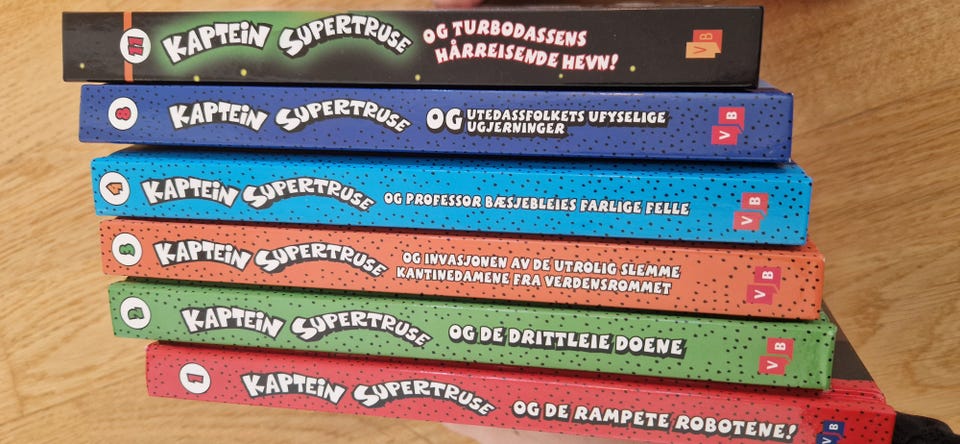 11 KAPTEIN SUPERTRUSE OG TURBODASSENS
HÅRREISENDE HEVN!
VB
8 KAPTEIN SUPERTRUSE OG UTEDASSFOLKETS UFYSELIGE
UGJERNINGER
VB
4 KAPTEIN SUPERTRUSE OG PROFESSOR BÆSJEBLEIES FARLIGE FELLE
VB
3 KAPTEIN SUPERTRUSE OG INVASJONEN AV DE UTROLIG SLEMME
KANTINEDAMENE FRA VERDENSROMMET
VB
2 KAPTEIN SUPERTRUSE OG DE DRITTLEIE DOENE
VB
1 KAPTEIN SUPERTRUSE OG DE RAMPETE ROBOTENE!
VB